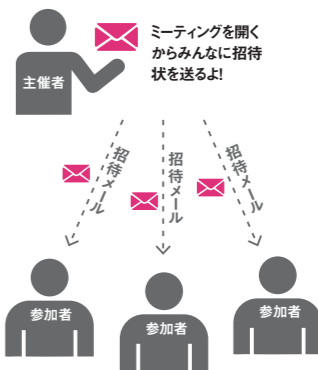 ミーティングを開く
からみんなに招待
状を送るよ!
主催者
招待メール
招待メール
招待メール
参加者
参加者
参加者